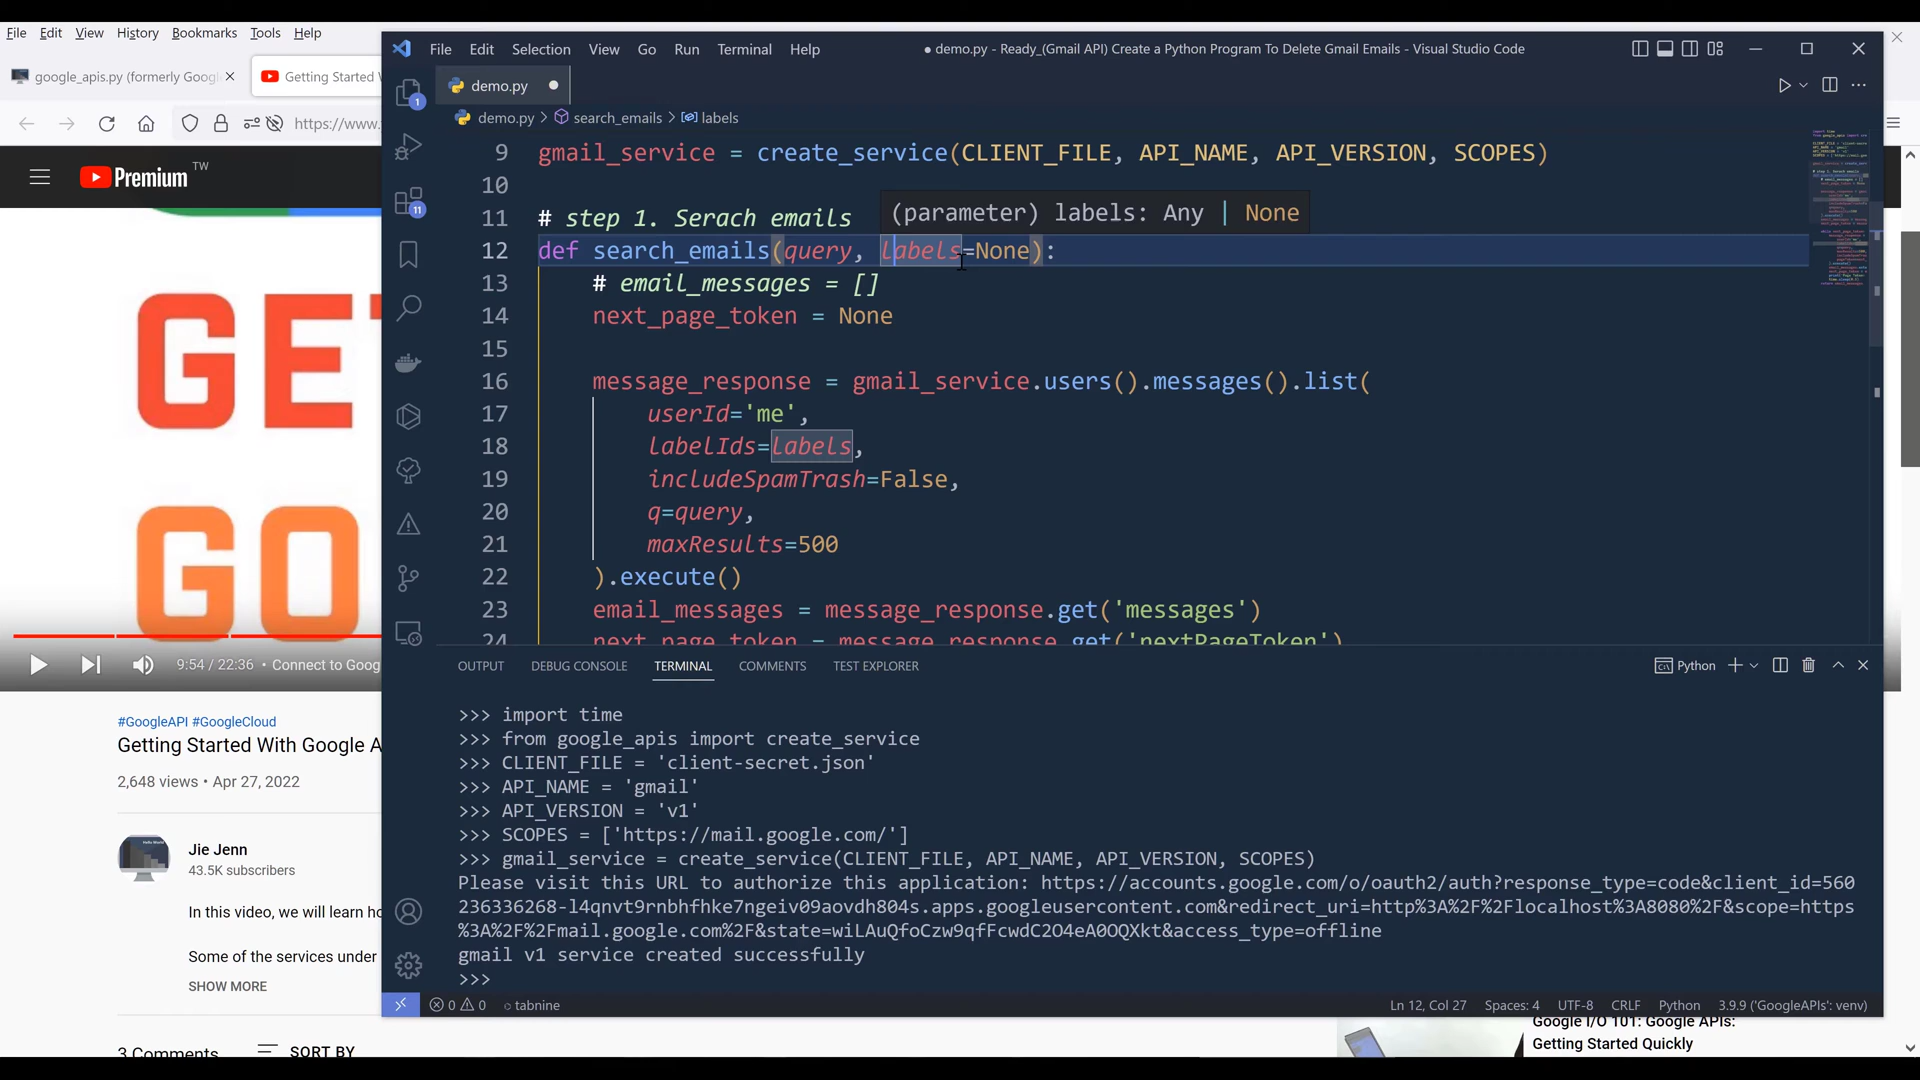 File Edit View History Bookmarks Tools Help
google_apis.py (formerly Googl
Getting Started W
https://www.
Premium TW
GET
GO
9:54 / 22:36 • Connect to Goog
#GoogleAPI #GoogleCloud
Getting Started With Google A
2,648 views • Apr 27, 2022
Jie Jenn
43.5K subscribers
In this video, we will learn ho
Some of the services under
SHOW MORE
3 Comments SORT BY
Google I/O 101: Google APIs:
Getting Started Quickly
File Edit Selection View Go Run Terminal Help
● demo.py - Ready_(Gmail API) Create a Python Program To Delete Gmail Emails - Visual Studio Code
demo.py
demo.py > search_emails > labels
1
11
9 gmail_service = create_service(CLIENT_FILE, API_NAME, API_VERSION, SCOPES)
10
11 # step 1. Serach emails
(parameter) labels: Any | None
12 def search_emails(query, labels=None):
13 # email_messages = []
14 next_page_token = None
15
16 message_response = gmail_service.users().messages().list(
17 userId='me',
18 labelIds=labels,
19 includeSpamTrash=False,
20 q=query,
21 maxResults=500
22 ).execute()
23 email_messages = message_response.get('messages')
24 next_page_token = message_response.get('nextPageToken')
OUTPUT DEBUG CONSOLE TERMINAL COMMENTS TEST EXPLORER
Python
>>> import time
>>> from google_apis import create_service
>>> CLIENT_FILE = 'client-secret.json'
>>> API_NAME = 'gmail'
>>> API_VERSION = 'v1'
>>> SCOPES = ['https://mail.google.com/']
>>> gmail_service = create_service(CLIENT_FILE, API_NAME, API_VERSION, SCOPES)
Please visit this URL to authorize this application: https://accounts.google.com/o/oauth2/auth?response_type=code&client_id=560
236336268-l4qnvt9rnbhfhke7ngeiv09aovdh804s.apps.googleusercontent.com&redirect_uri=http%3A%2F%2Flocalhost%3A8080%2F&scope=https
%3A%2F%2Fmail.google.com%2F&state=wiLAuQfoCzw9qfFcwdC2O4eA0OQXkt&access_type=offline
gmail v1 service created successfully
>>>
0 0 tabnine
Ln 12, Col 27 Spaces: 4 UTF-8 CRLF Python 3.9.9 ('GoogleAPIs': venv)